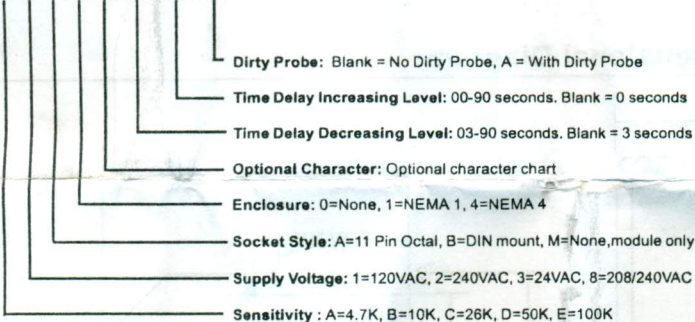 Dirty Probe: Blank = No Dirty Probe, A = With Dirty Probe
Time Delay Increasing Level: 00-90 seconds. Blank = 0 seconds
Time Delay Decreasing Level: 03-90 seconds. Blank = 3 seconds
Optional Character: Optional character chart
Enclosure: 0=None, 1=NEMA 1, 4=NEMA 4
Socket Style: A=11 Pin Octal, B=DIN mount, M=None,module only
Supply Voltage: 1=120VAC, 2=240VAC, 3=24VAC, 8=208/240VAC
Sensitivity : A=4.7K, B=10K, C=26K, D=50K, E=100K